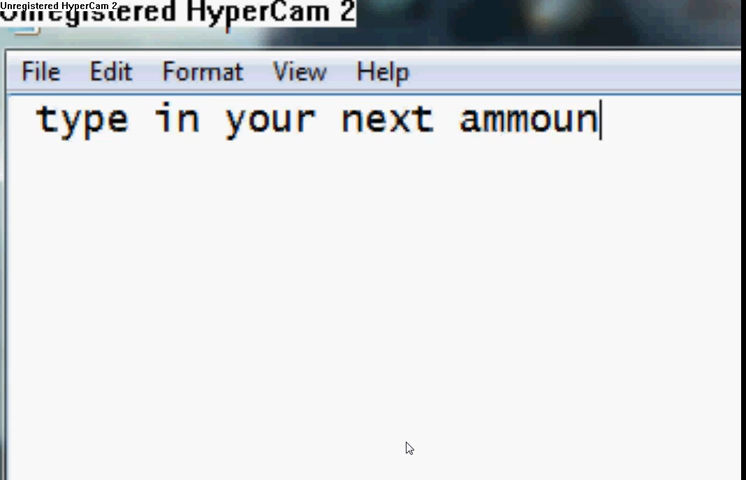 Unregistered HyperCam 2
Unregistered HyperCam 2
File Edit Format View Help
type in your next ammoun